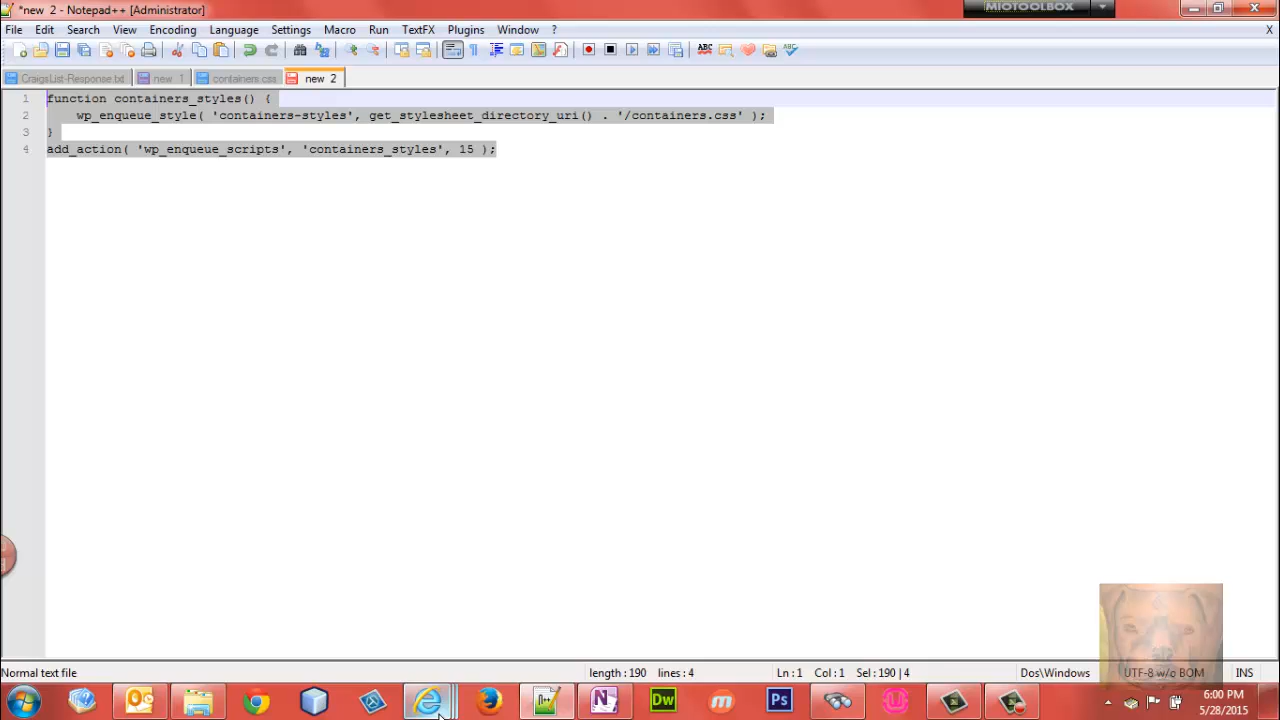 *new 2 - Notepad++ [Administrator]
MIOTOOLBOX
File Edit Search View Encoding Language Settings Macro Run TextFX Plugins Window ? X
CraigsList-Response.txt new 1 containers.css new 2
1 function containers_styles() {
2 wp_enqueue_style( 'containers-styles', get_stylesheet_directory_uri() . '/containers.css' );
3 }
4 add_action( 'wp_enqueue_scripts', 'containers_styles', 15 );
Normal text file length : 190 lines : 4 Ln : 1 Col : 1 Sel : 190 | 4 Dos\Windows UTF-8 w/o BOM INS
Dw Ps
6:00 PM
5/28/2015